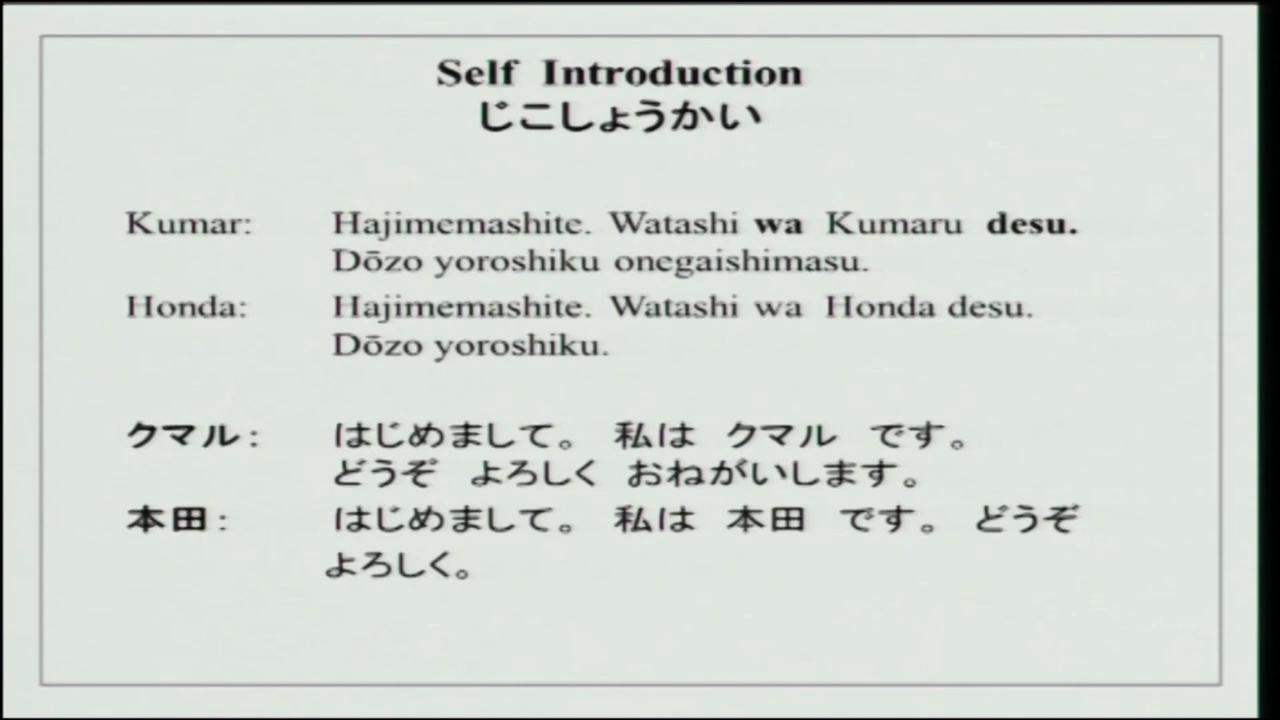 Self Introduction
じこしょうかい
Kumar: Hajimemashite. Watashi wa Kumaru desu.
Dōzo yoroshiku onegaishimasu.
Honda: Hajimemashite. Watashi wa Honda desu.
Dōzo yoroshiku.
クマル: はじめまして。 私は クマル です。
どうぞ よろしく おねがいします。
本田: はじめまして。 私は 本田 です。 どうぞ
よろしく。